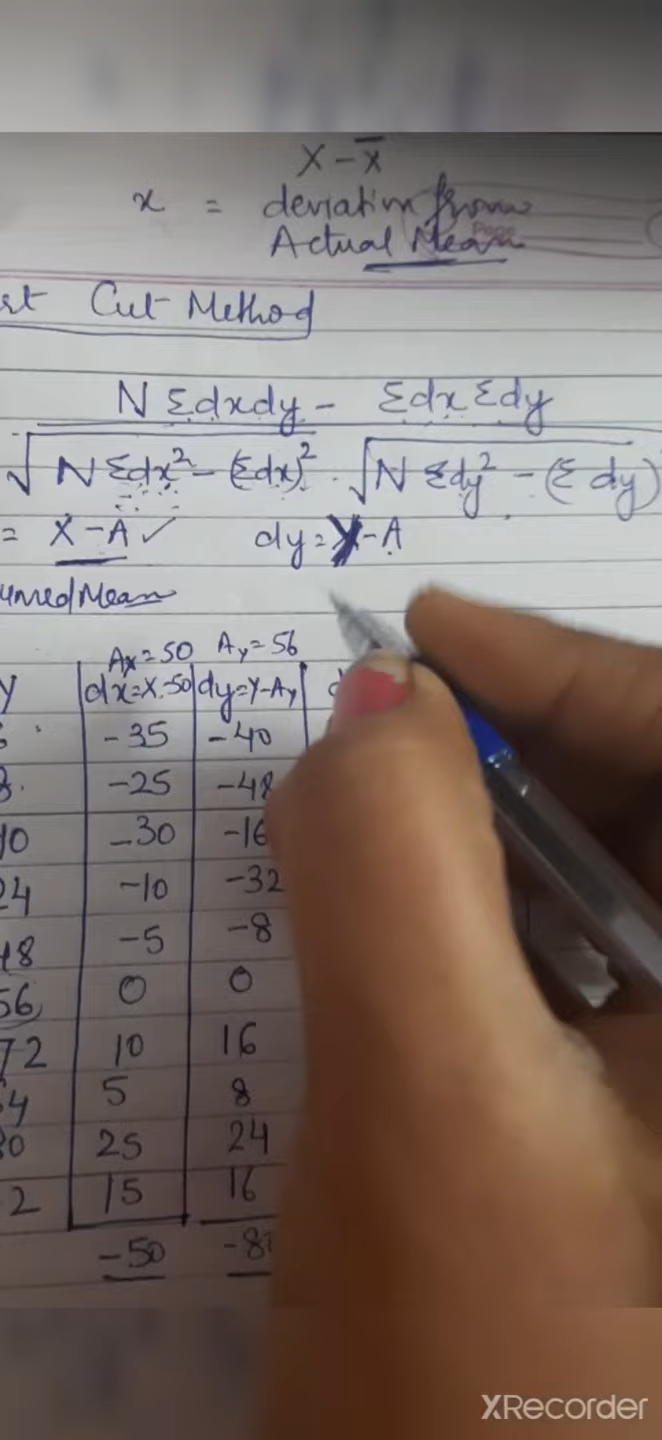 X - x̄
x = deviation from
Actual Mean
Cut Method
N Σdxdy - Σdx Σdy
√ N Σdx² - (Σdx)² . √ N Σdy² - (Σ dy)
= X - A ✓ dy = Y - A
Mean
Ax = 50 Ay = 56
Y dx = X - 50 dy = Y - Ay
-35 -40
-25 -48
-30 -16
24 -10 -32
48 -5 -8
56 0 0
72 10 16
5 8
25 24
15 16
-50
XRecorder